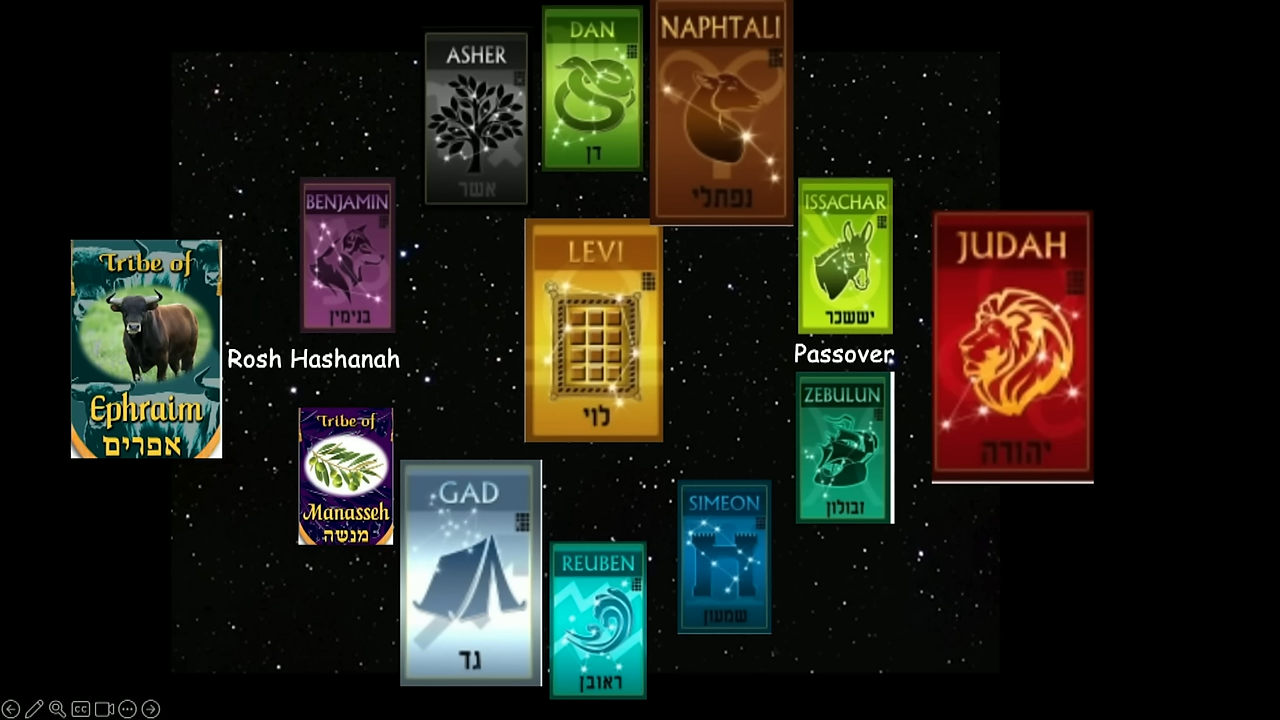 ASHER
אשר
DAN
דן
NAPHTALI
נפתלי
BENJAMIN
בנימין
LEVI
לוי
ISSACHAR
יששכר
JUDAH
יהודה
Tribe of
Ephraim
אפרים
Rosh Hashanah
Passover
ZEBULUN
זבולון
Tribe of
Manasseh
מנשה
GAD
גד
REUBEN
ראובן
SIMEON
שמעון
CC